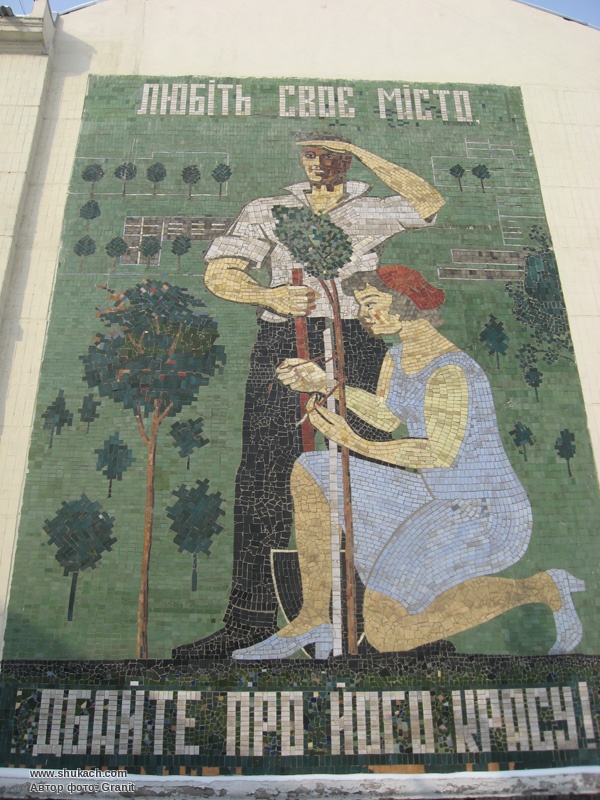 ЛЮБІТЬ СВОЄ МІСТО,
ДБАЙТЕ ПРО ЙОГО КРАСУ!
www.shukach.com
Автор фото: Granit